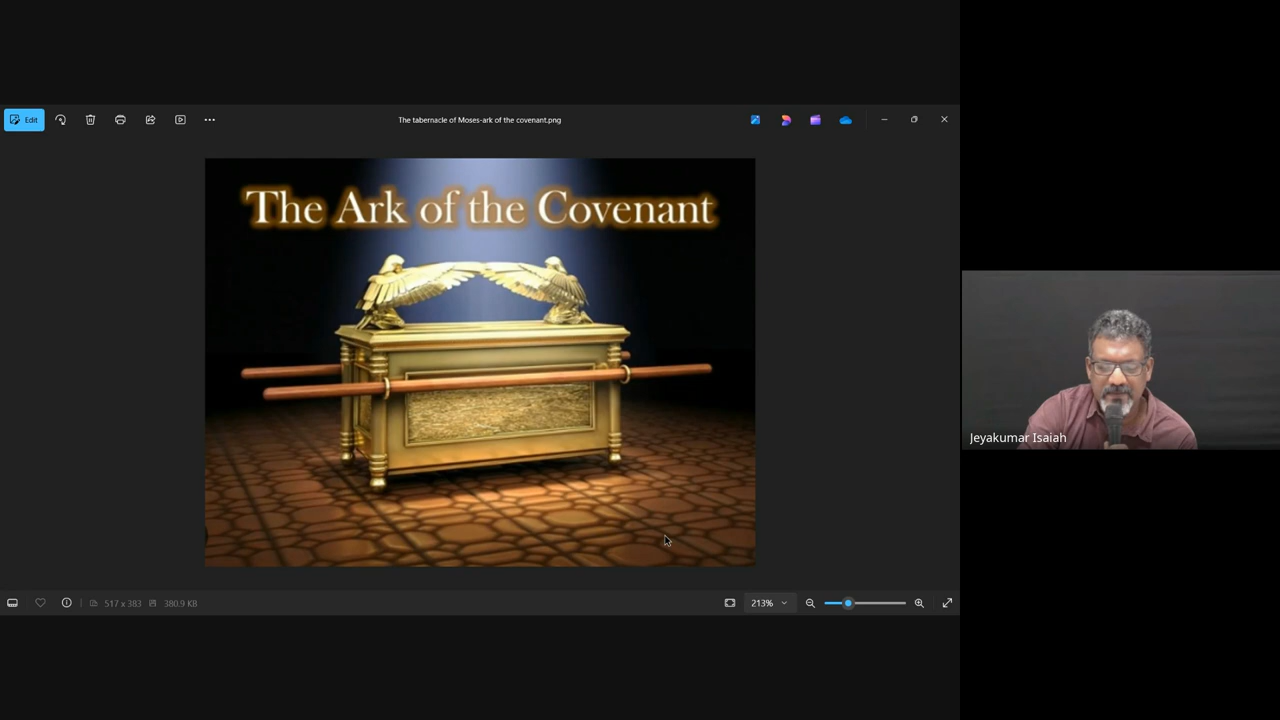 Edit
The tabernacle of Moses-ark of the covenant.png
The Ark of the Covenant
Jeyakumar Isaiah
517 x 383 380.9 KB
213%